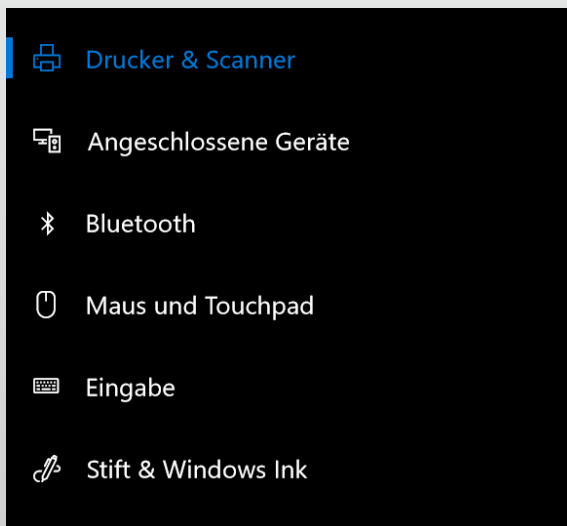 Drucker & Scanner
Angeschlossene Geräte
Bluetooth
Maus und Touchpad
Eingabe
Stift & Windows Ink